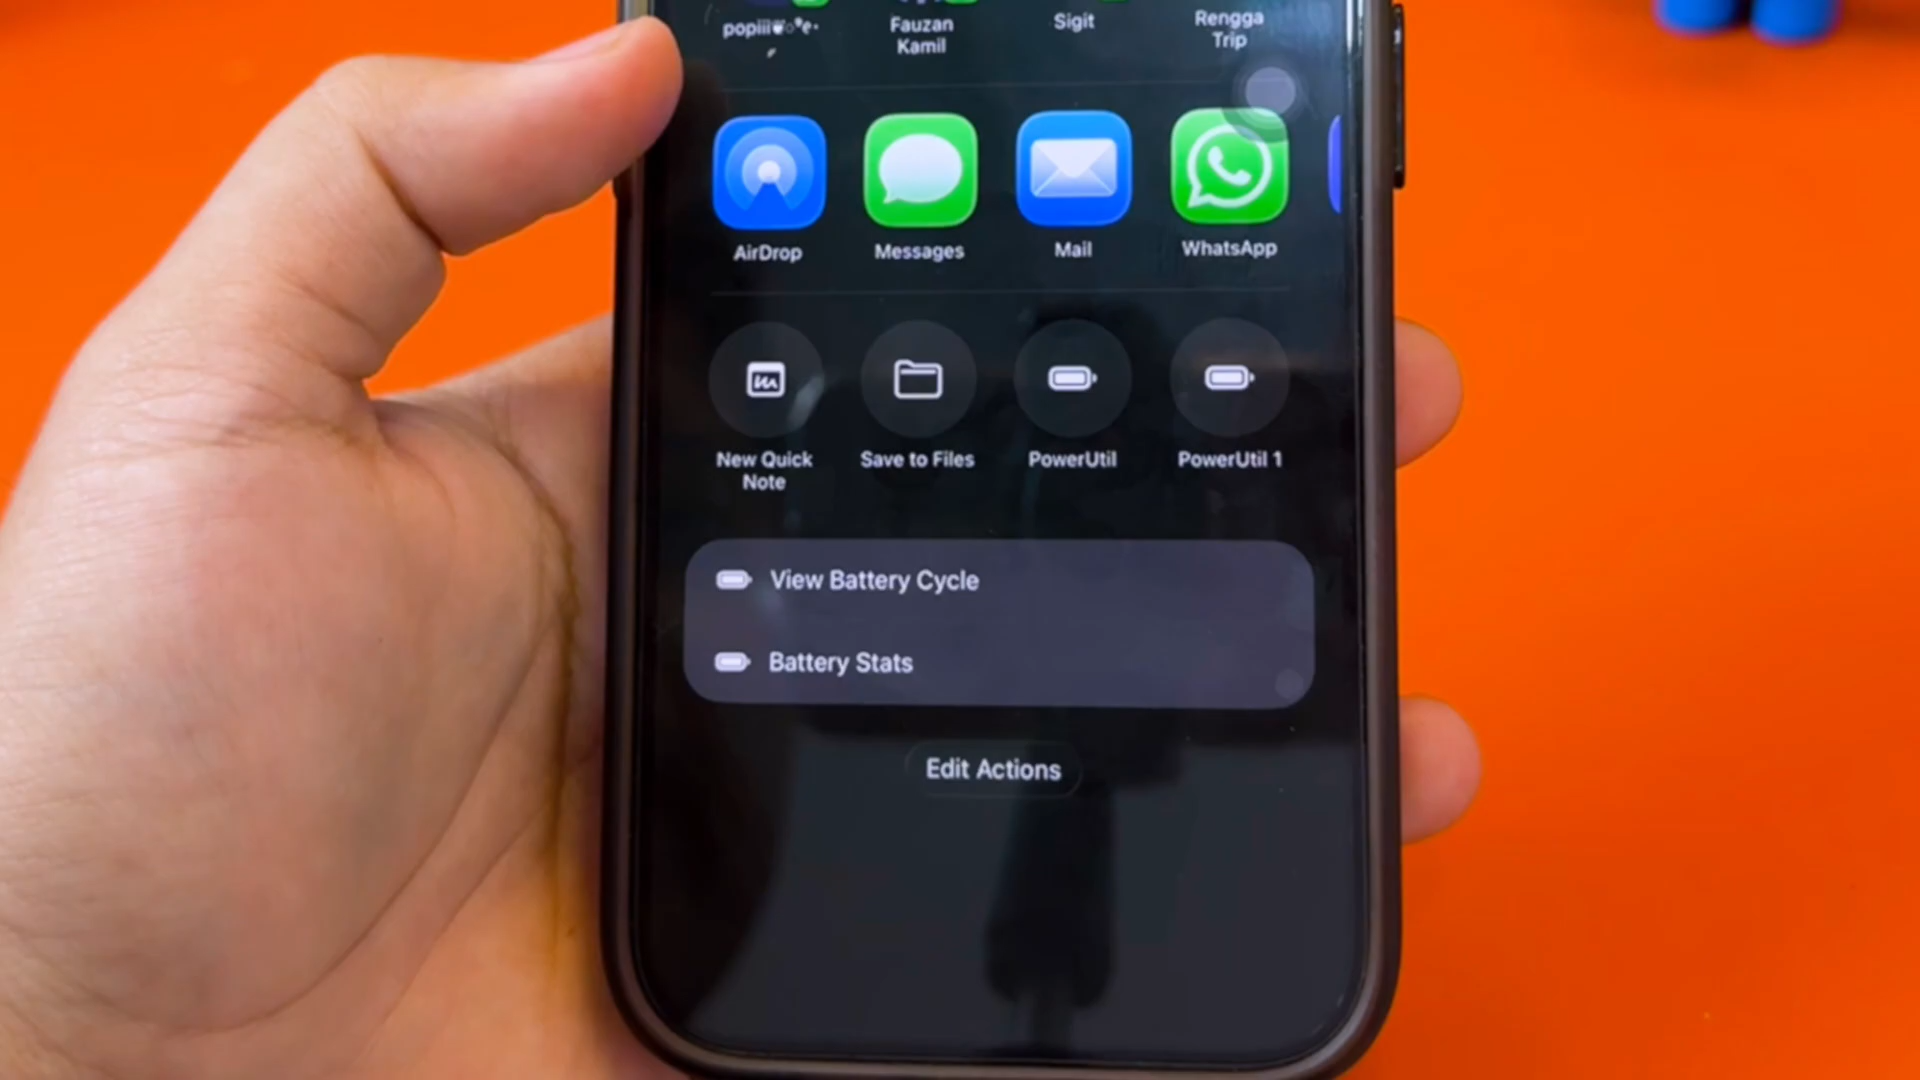 Fauzan
Kamil
Sigit
Rengga
Trip
AirDrop
Messages
Mail
WhatsApp
New Quick
Note
Save to Files
PowerUtil
PowerUtil 1
View Battery Cycle
Battery Stats
Edit Actions